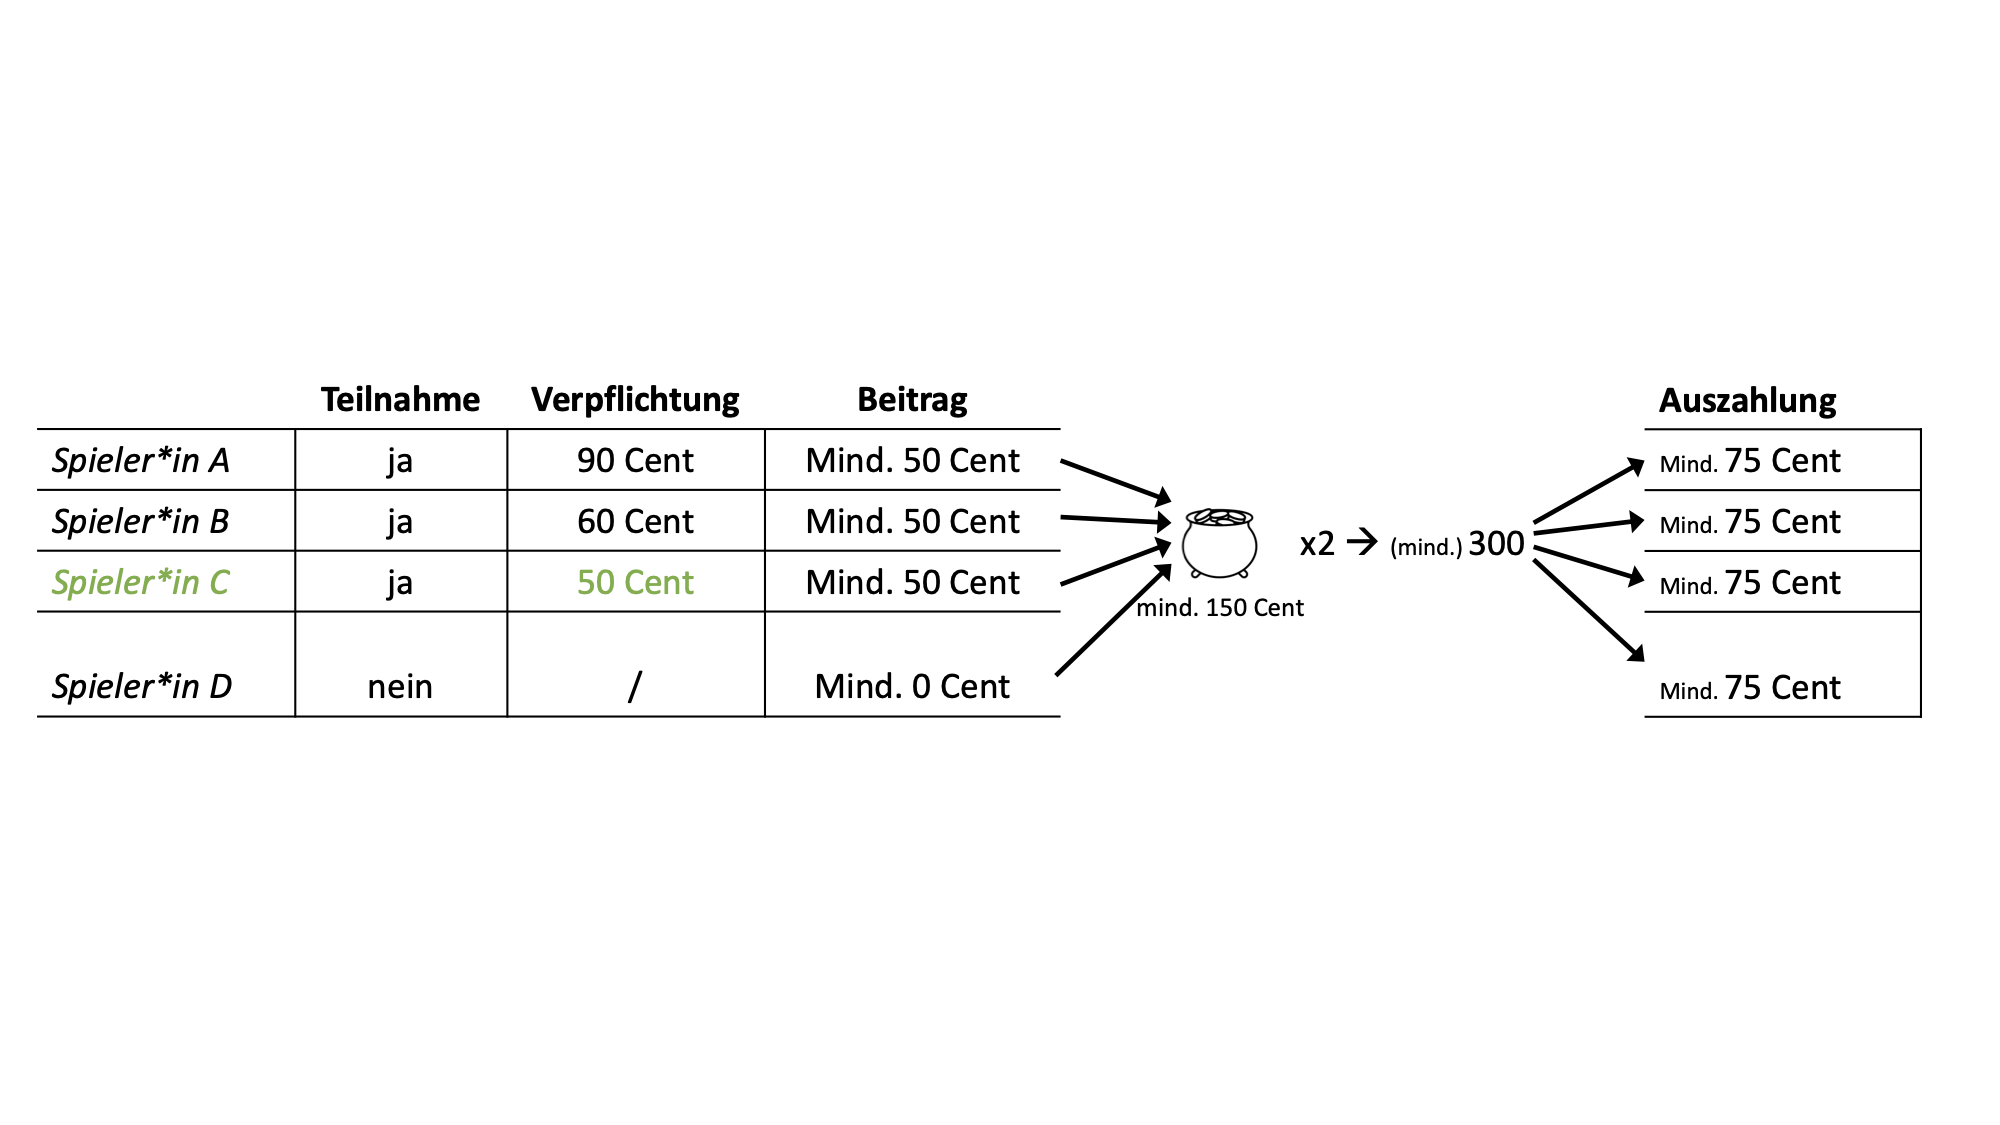 Teilnahme Verpflichtung Beitrag Auszahlung
Spieler*in A ja 90 Cent Mind. 50 Cent Mind. 75 Cent
Spieler*in B ja 60 Cent Mind. 50 Cent Mind. 75 Cent
x2 → (mind.) 300
Spieler*in C ja 50 Cent Mind. 50 Cent Mind. 75 Cent
mind. 150 Cent
Spieler*in D nein / Mind. 0 Cent Mind. 75 Cent